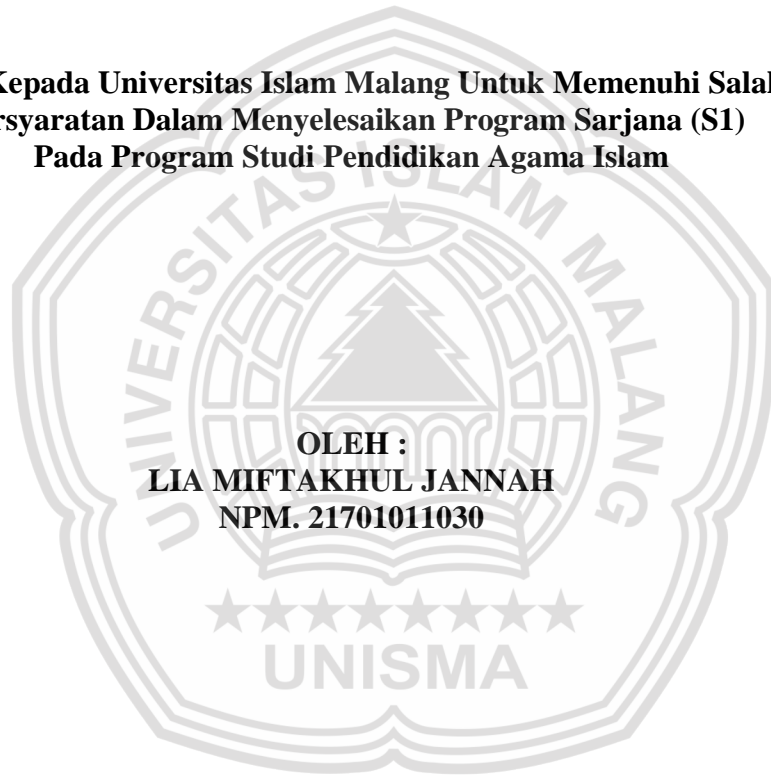 Kepada Universitas Islam Malang Untuk Memenuhi Sala
rsyaratan Dalam Menyelesaikan Program Sarjana (S1)
Pada Program Studi Pendidikan Agama Islam
UNIVERSITAS ISLAM MALANG
OLEH :
LIA MIFTAKHUL JANNAH
NPM. 21701011030
UNISMA